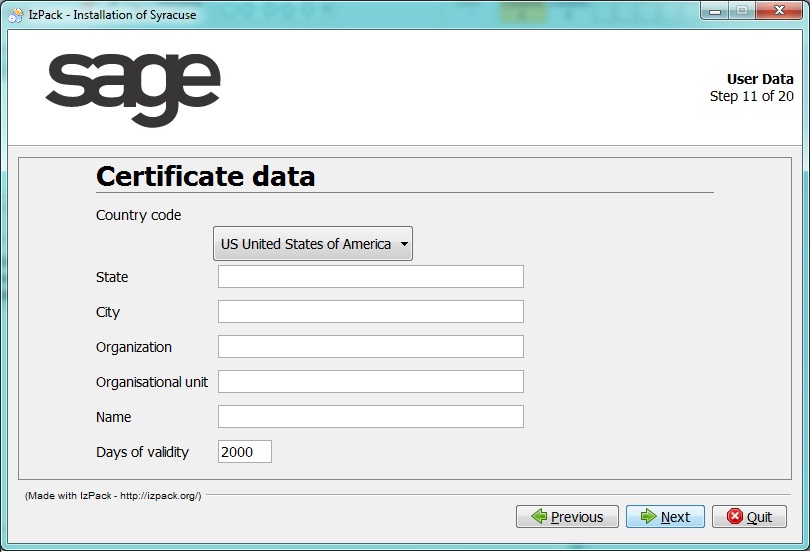 IzPack - Installation of Syracuse
sage
User Data
Step 11 of 20
Certificate data
Country code
US United States of America
State
City
Organization
Organisational unit
Name
Days of validity 2000
(Made with IzPack - http://izpack.org/)
Previous Next Quit